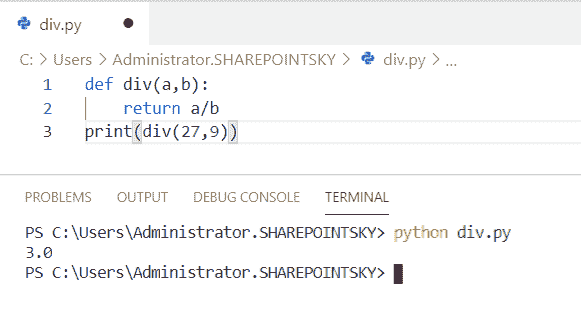 div.py
C: > Users > Administrator.SHAREPOINTSKY > div.py > ...
1 def div(a,b):
2 return a/b
3 print(div(27,9))
PROBLEMS OUTPUT DEBUG CONSOLE TERMINAL
PS C:\Users\Administrator.SHAREPOINTSKY> python div.py
3.0
PS C:\Users\Administrator.SHAREPOINTSKY>